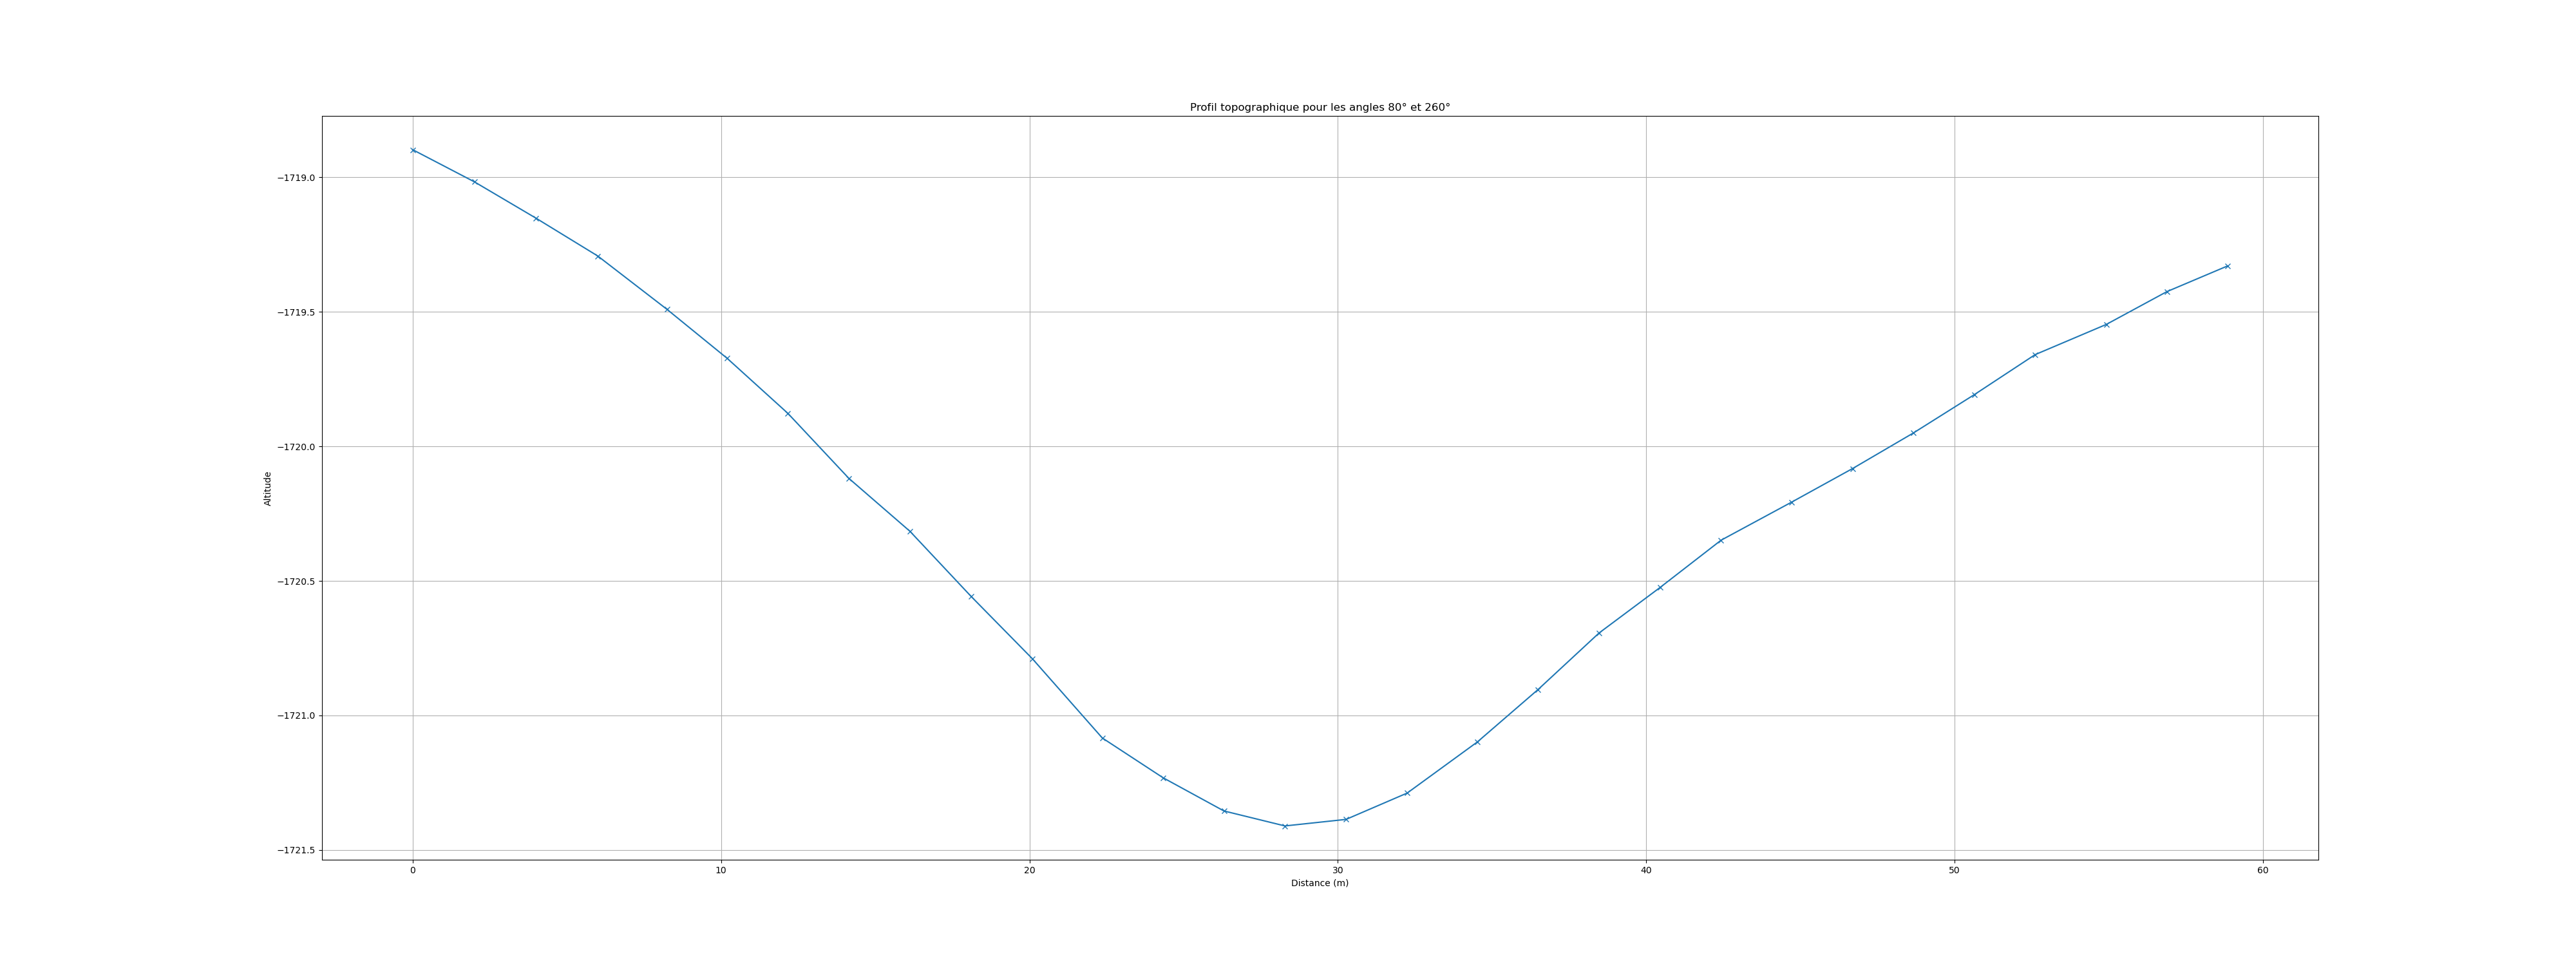 Profil topographique pour les angles 80° et 260°
Altitude
−1719.0
−1719.5
−1720.0
−1720.5
−1721.0
−1721.5
0 10 20 30 40 50 60
Distance (m)